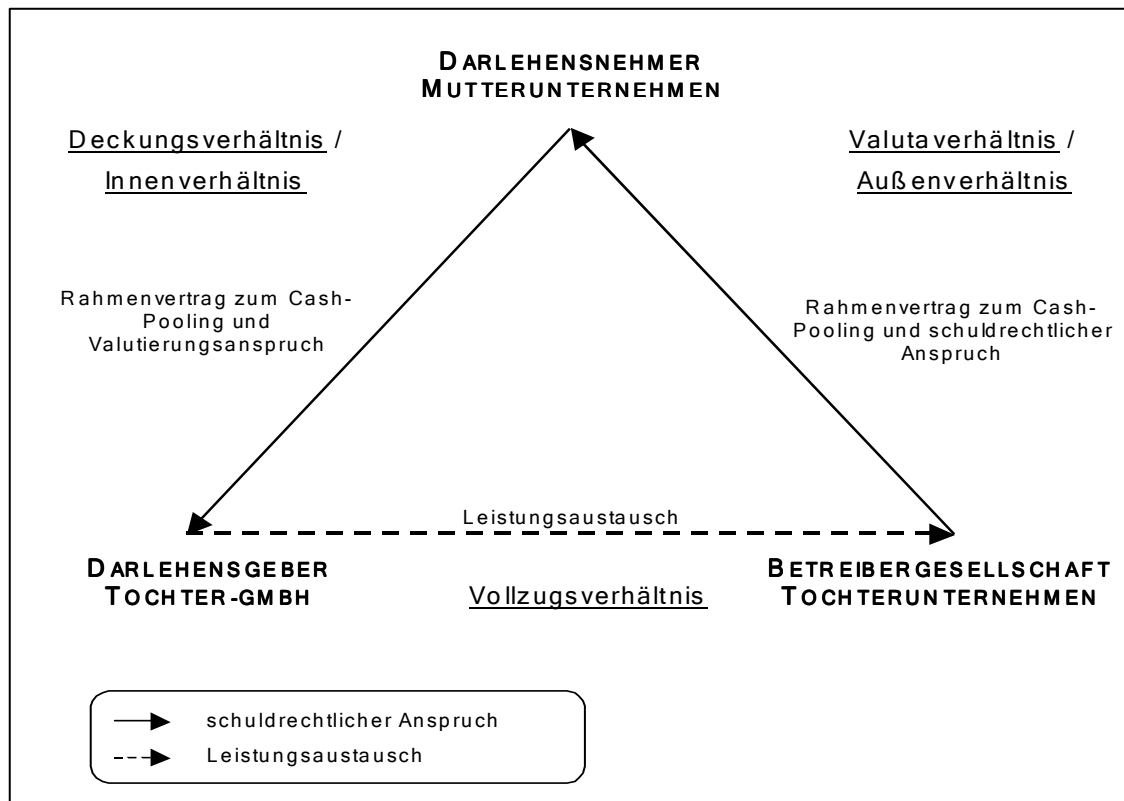 DARLEHENSNEHMER
MUTTERUNTERNEHMEN
Deckungsverhältnis /
Innenverhältnis
Valutaverhältnis /
Außenverhältnis
Rahmenvertrag zum Cash-
Pooling und
Valutierungsanspruch
Rahmenvertrag zum Cash-
Pooling und schuldrechtlicher
Anspruch
Leistungsaustausch
DARLEHENSGEBER
TOCHTER-GMBH
Vollzugsverhältnis
BETREIBERGESELLSCHAFT
TOCHTERUNTERNEHMEN
schuldrechtlicher Anspruch
Leistungsaustausch